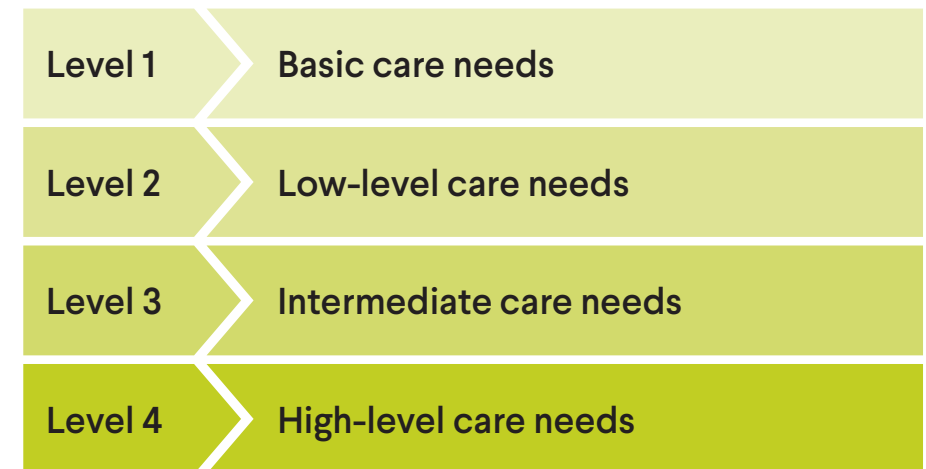 Level 1 Basic care needs
Level 2 Low-level care needs
Level 3 Intermediate care needs
Level 4 High-level care needs